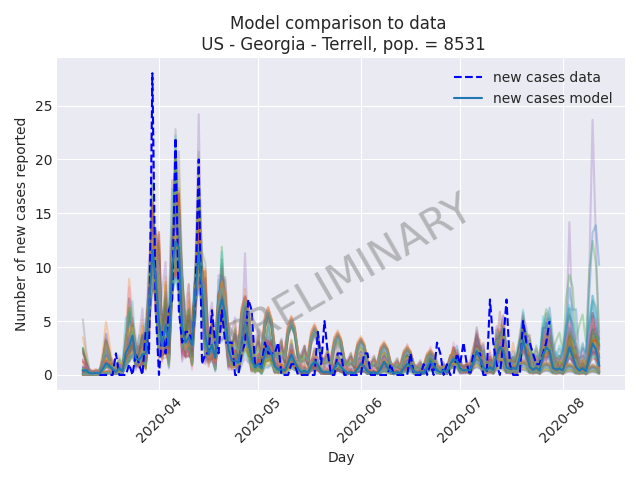 Model comparison to data
US - Georgia - Terrell, pop. = 8531
new cases data
new cases model
Number of new cases reported
25
20
15
10
5
0
PRELIMINARY
2020-04
2020-05
2020-06
2020-07
2020-08
Day